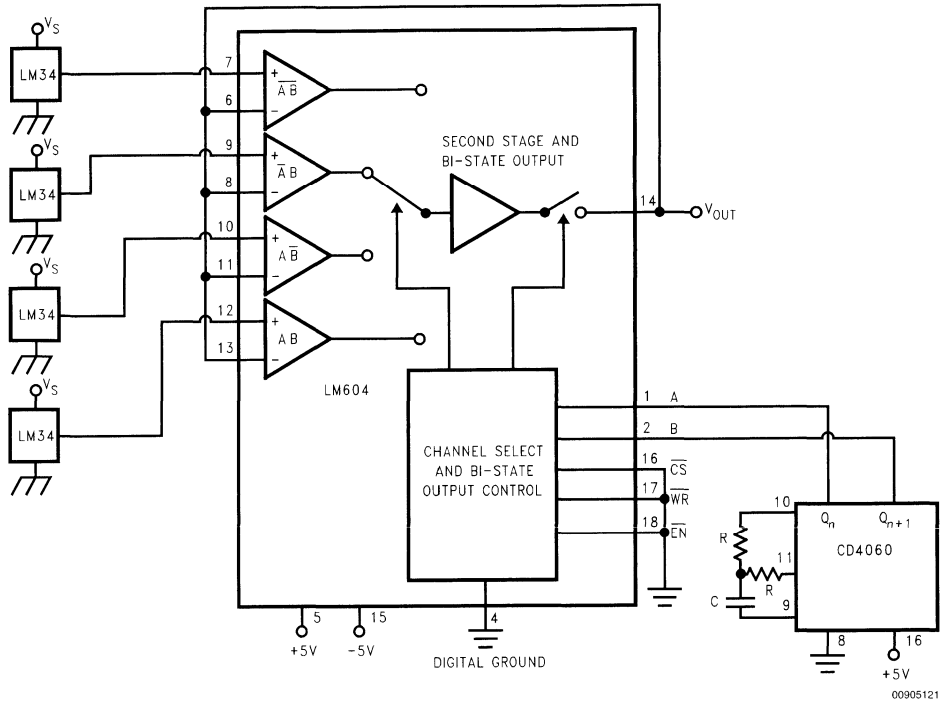 V_S
LM34
7
6
+
A̅ B̅
−
V_S
LM34
9
8
+
A̅ B
−
SECOND STAGE AND
BI-STATE OUTPUT
14
V_OUT
V_S
LM34
10
11
+
A B̅
−
V_S
LM34
12
13
+
A B
−
LM604
CHANNEL SELECT
AND BI-STATE
OUTPUT CONTROL
1 A
2 B
16 C̅S̅
17 W̅R̅
18 E̅N̅
5
+5V
15
-5V
4
DIGITAL GROUND
10
R
11
R
C
9
Q_n
Q_n+1
CD4060
8
16
+5V
00905121